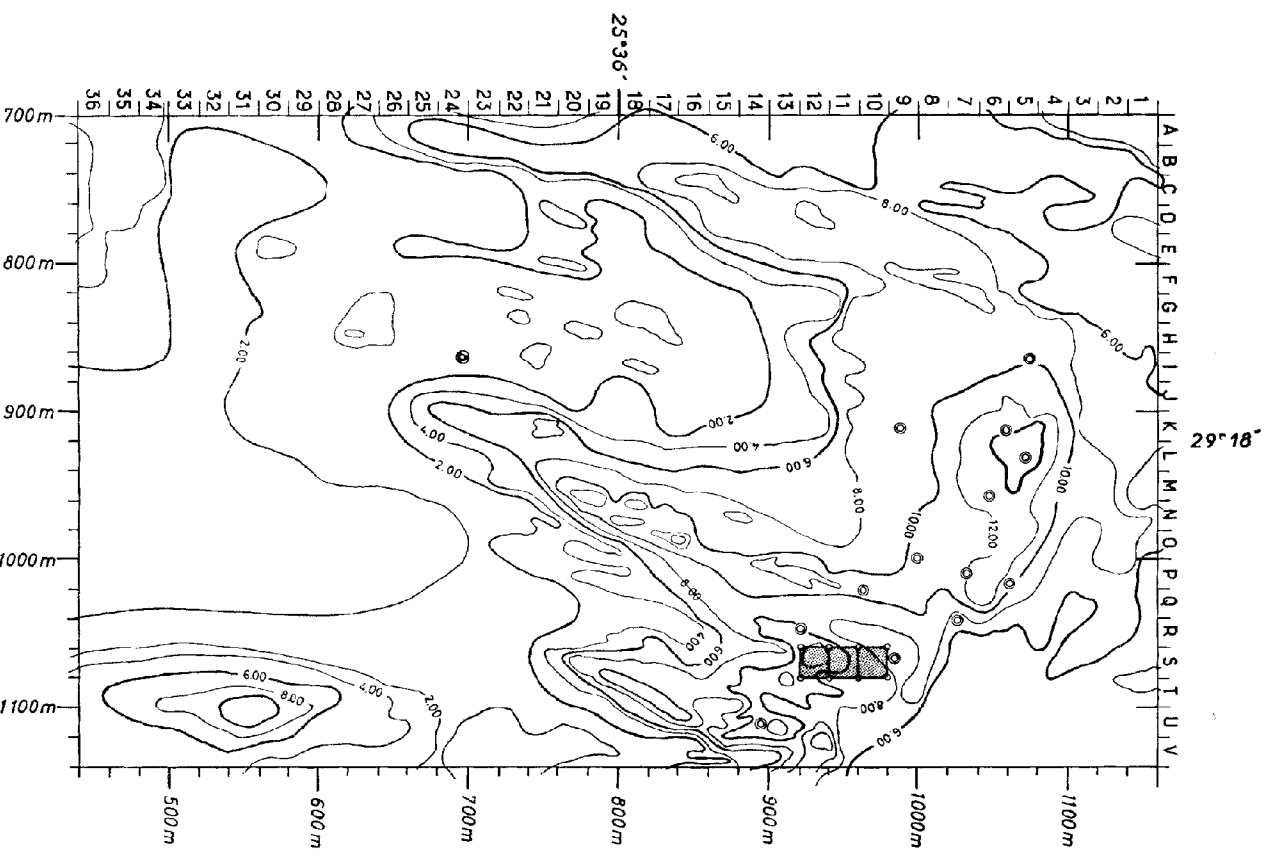 25°36'
36 35 34 33 32 31 30 29 28 27 26 25 24 23 22 21 20 19 18 17 16 15 14 13 12 11 10 9 8 7 6 5 4 3 2 1
700m
800m
900m
1000m
1100m
A
B
C
D
E
F
G
H
I
J
K
L
M
N
O
P
Q
R
S
T
U
V
29°18'
6.00
8.00
6.00
2.00
2.00
4.00
6.00
4.00
2.00
8.00
1000
1000
12.00
8.00
4.00
6.00
6.00
8.00
4.00
2.00
8.00
6.00
500m 600m 700m 800m 900m 1000m 1100m